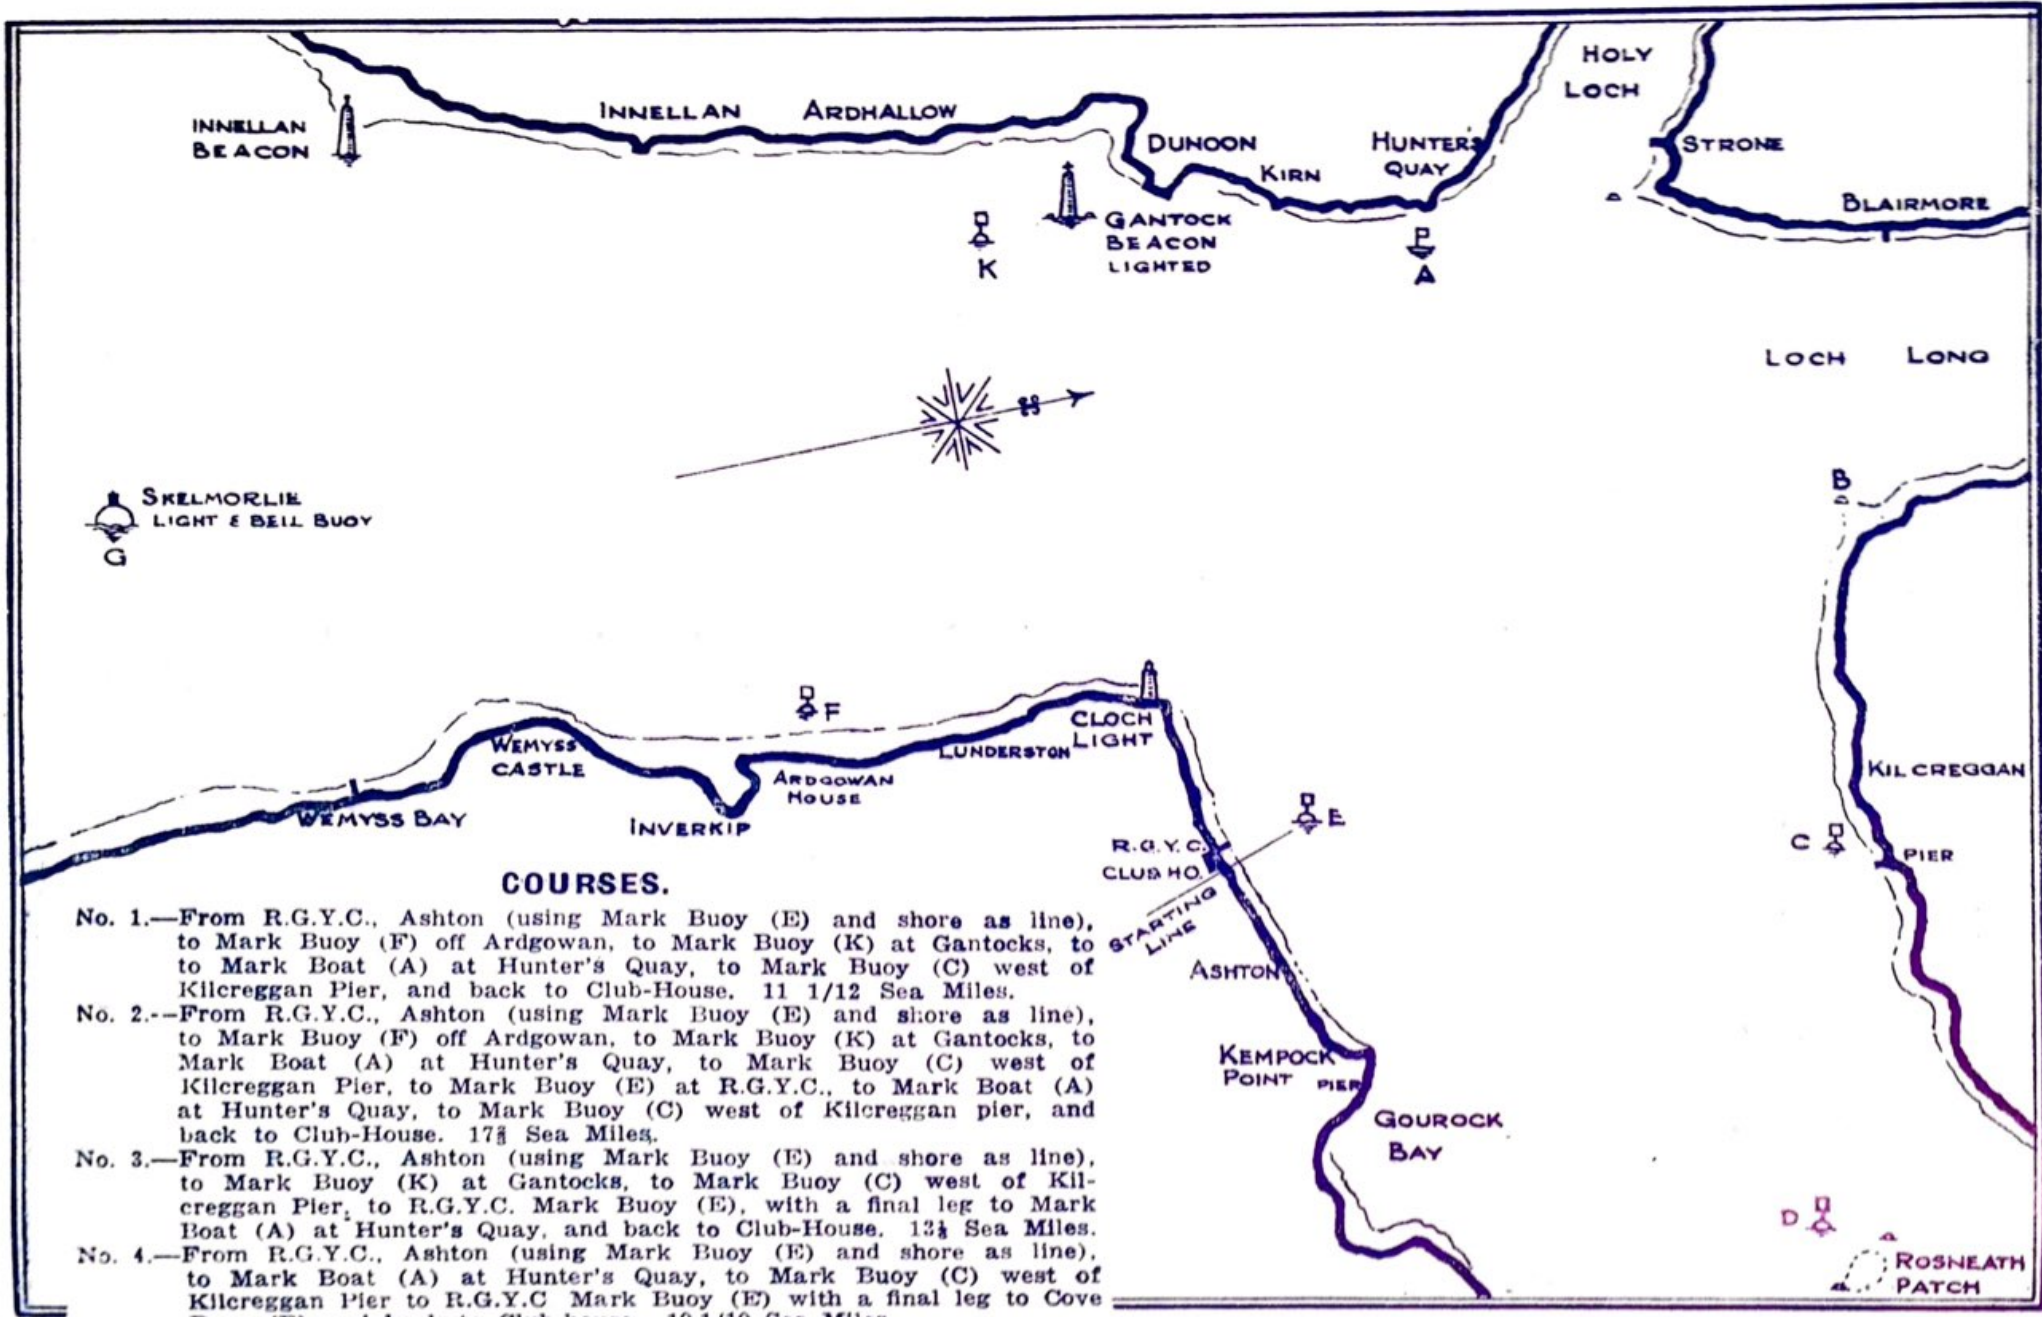 HOLY
LOCH
INNELLAN
BEACON
INNELLAN
ARDHALLOW
DUNOON
KIRN
HUNTER'S
QUAY
STRONE
BLAIRMORE
GANTOCK
BEACON
LIGHTED
K
A
LOCH LONG
B
SKELMORLIE
LIGHT & BELL BUOY
G
F
CLOCH
LIGHT
WEMYSS
CASTLE
LUNDERSTON
ARDGOWAN
HOUSE
WEMYSS BAY
INVERKIP
E
KILCREGGAN
C
PIER
R.G.Y.C.
CLUB HO.
STARTING
LINE
ASHTON
KEMPOCK
POINT
PIER
GOUROCK
BAY
D
ROSNEATH
PATCH
COURSES.
No. 1.—From R.G.Y.C., Ashton (using Mark Buoy (E) and shore as line),
to Mark Buoy (F) off Ardgowan, to Mark Buoy (K) at Gantocks, to
to Mark Boat (A) at Hunter's Quay, to Mark Buoy (C) west of
Kilcreggan Pier, and back to Club-House. 11 1/12 Sea Miles.
No. 2.--From R.G.Y.C., Ashton (using Mark Buoy (E) and shore as line),
to Mark Buoy (F) off Ardgowan, to Mark Buoy (K) at Gantocks, to
Mark Boat (A) at Hunter's Quay, to Mark Buoy (C) west of
Kilcreggan Pier, to Mark Buoy (E) at R.G.Y.C., to Mark Boat (A)
at Hunter's Quay, to Mark Buoy (C) west of Kilcreggan pier, and
back to Club-House. Sea Miles.
No. 3.—From R.G.Y.C., Ashton (using Mark Buoy (E) and shore as line),
to Mark Buoy (K) at Gantocks, to Mark Buoy (C) west of Kil-
creggan Pier, to R.G.Y.C. Mark Buoy (E), with a final leg to Mark
Boat (A) at Hunter's Quay, and back to Club-House. Sea Miles.
No. 4.—From R.G.Y.C., Ashton (using Mark Buoy (E) and shore as line),
to Mark Boat (A) at Hunter's Quay, to Mark Buoy (C) west of
Kilcreggan Pier to R.G.Y.C Mark Buoy (E) with a final leg to Cove